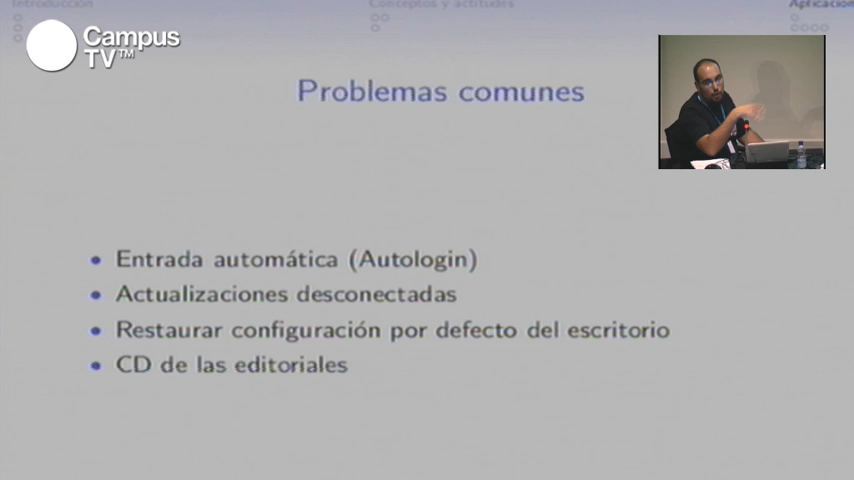 Introducción
Conceptos y actitudes
Aplicacion
Campus
TV™
Problemas comunes
Entrada automática (Autologin)
Actualizaciones desconectadas
Restaurar configuración por defecto del escritorio
CD de las editoriales